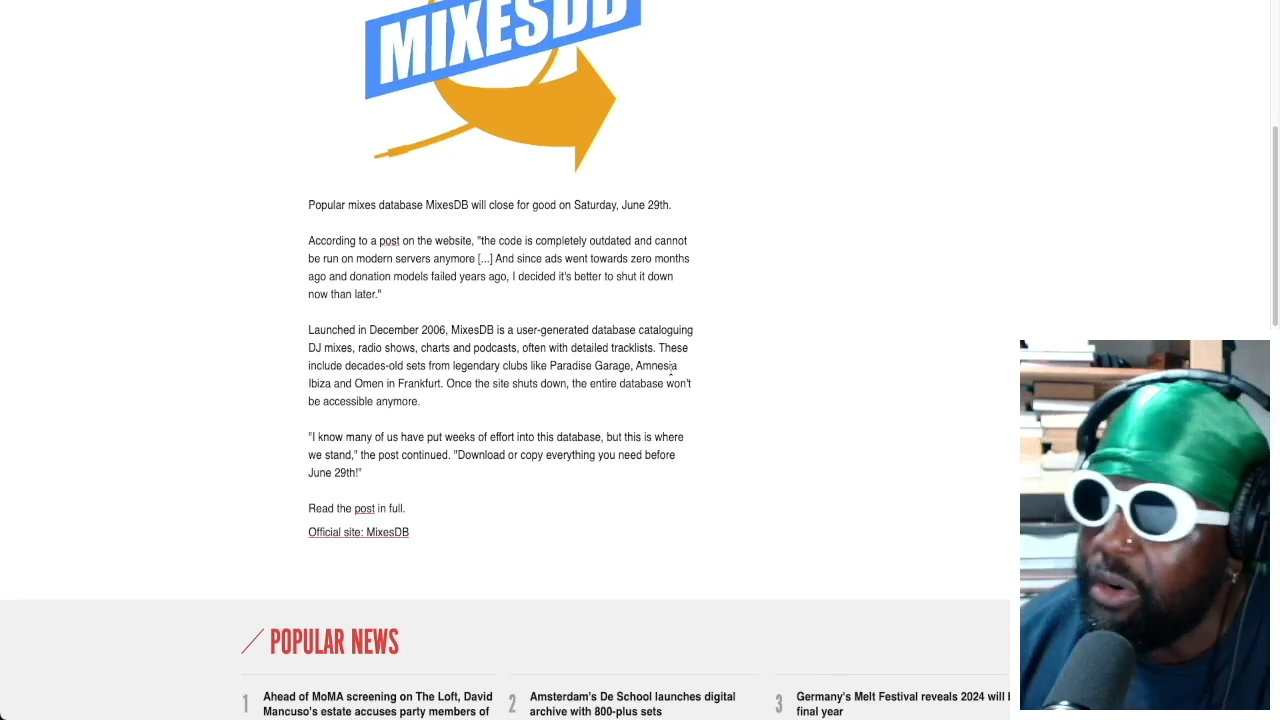 MIXESDB
Popular mixes database MixesDB will close for good on Saturday, June 29th.
According to a post on the website, "the code is completely outdated and cannot
be run on modern servers anymore [...] And since ads went towards zero months
ago and donation models failed years ago, I decided it's better to shut it down
now than later."
Launched in December 2006, MixesDB is a user-generated database cataloguing
DJ mixes, radio shows, charts and podcasts, often with detailed tracklists. These
include decades-old sets from legendary clubs like Paradise Garage, Amnesia
Ibiza and Omen in Frankfurt. Once the site shuts down, the entire database won't
be accessible anymore.
"I know many of us have put weeks of effort into this database, but this is where
we stand," the post continued. "Download or copy everything you need before
June 29th!"
Read the post in full.
Official site: MixesDB
POPULAR NEWS
1 Ahead of MoMA screening on The Loft, David
Mancuso's estate accuses party members of
2 Amsterdam's De School launches digital
archive with 800-plus sets
3 Germany's Melt Festival reveals 2024 will
final year